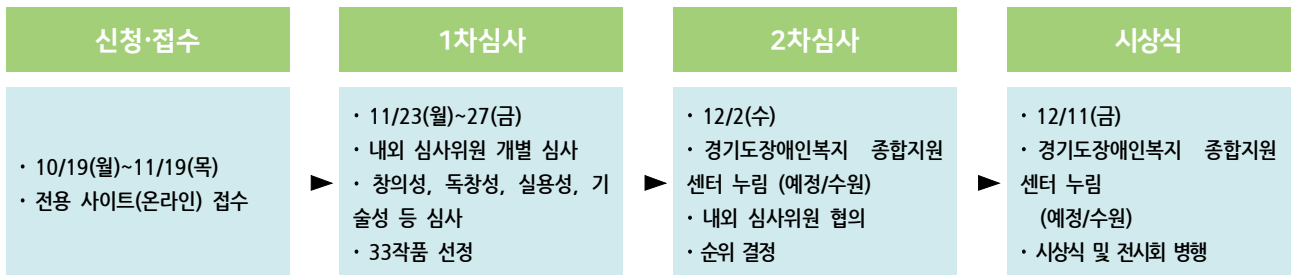 신청·접수
· 10/19(월)~11/19(목)
· 전용 사이트(온라인) 접수
1차심사
· 11/23(월)~27(금)
· 내외 심사위원 개별 심사
· 창의성, 독창성, 실용성, 기
술성 등 심사
· 33작품 선정
2차심사
· 12/2(수)
· 경기도장애인복지 종합지원
센터 누림 (예정/수원)
· 내외 심사위원 협의
· 순위 결정
시상식
· 12/11(금)
· 경기도장애인복지 종합지원
센터 누림
(예정/수원)
· 시상식 및 전시회 병행